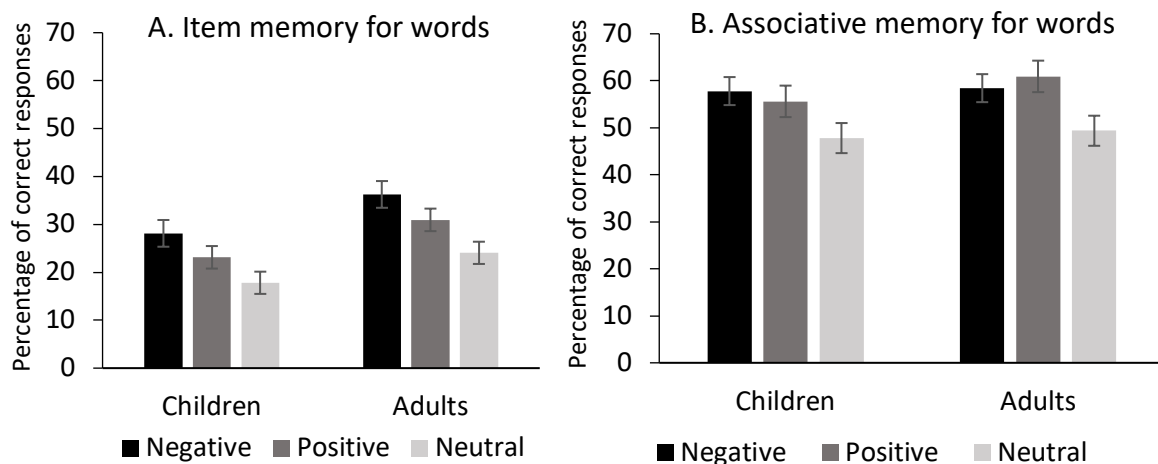 A. Item memory for words
Percentage of correct responses
70
60
50
40
30
20
10
0
Children Adults
Negative Positive Neutral
B. Associative memory for words
Percentage of correct responses
70
60
50
40
30
20
10
0
Children Adults
Negative Positive Neutral